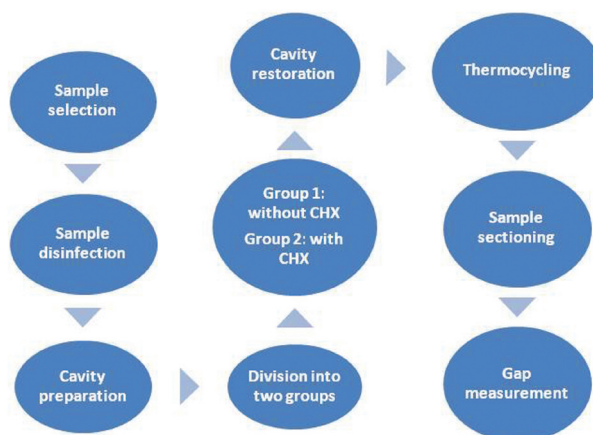 Sample
selection
Sample
disinfection
Cavity
preparation
Division into
two groups
Group 1:
without CHX
Group 2: with
CHX
Cavity
restoration
Thermocycling
Sample
sectioning
Gap
measurement